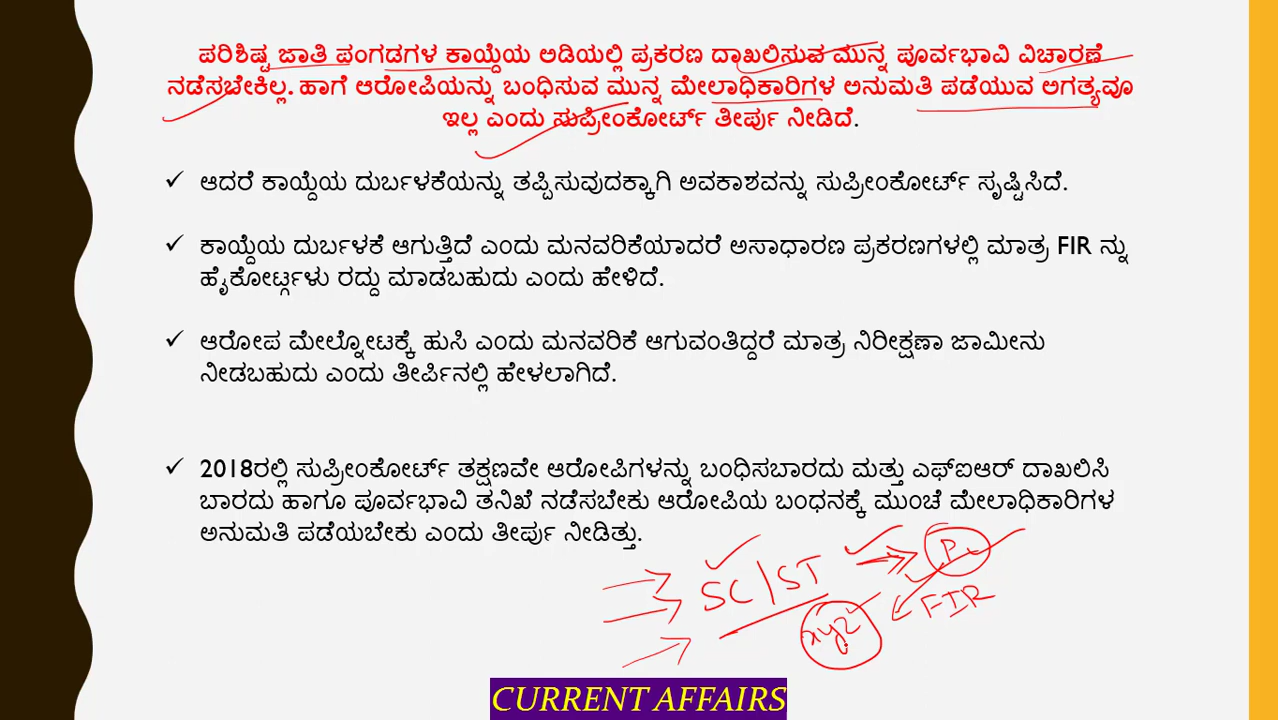 ಪರಿಶಿಷ್ಟ ಜಾತಿ ಪಂಗಡಗಳ ಕಾಯ್ದೆಯ ಅಡಿಯಲ್ಲಿ ಪ್ರಕರಣ ದಾಖಲಿಸುವ ಮುನ್ನ ಪೂರ್ವಭಾವಿ ವಿಚಾರಣೆ
ನಡೆಸಬೇಕಿಲ್ಲ. ಹಾಗೆ ಆರೋಪಿಯನ್ನು ಬಂಧಿಸುವ ಮುನ್ನ ಮೇಲಾಧಿಕಾರಿಗಳ ಅನುಮತಿ ಪಡೆಯುವ ಅಗತ್ಯವೂ
ಇಲ್ಲ ಎಂದು ಸುಪ್ರೀಂಕೋರ್ಟ್ ತೀರ್ಪು ನೀಡಿದೆ.
✓ ಆದರೆ ಕಾಯ್ದೆಯ ದುರ್ಬಳಕೆಯನ್ನು ತಪ್ಪಿಸುವುದಕ್ಕಾಗಿ ಅವಕಾಶವನ್ನು ಸುಪ್ರೀಂಕೋರ್ಟ್ ಸೃಷ್ಟಿಸಿದೆ.
✓ ಕಾಯ್ದೆಯ ದುರ್ಬಳಕೆ ಆಗುತ್ತಿದೆ ಎಂದು ಮನವರಿಕೆಯಾದರೆ ಅಸಾಧಾರಣ ಪ್ರಕರಣಗಳಲ್ಲಿ ಮಾತ್ರ FIR ನ್ನು
ಹೈಕೋರ್ಟ್ಗಳು ರದ್ದು ಮಾಡಬಹುದು ಎಂದು ಹೇಳಿದೆ.
✓ ಆರೋಪ ಮೇಲ್ನೋಟಕ್ಕೆ ಹುಸಿ ಎಂದು ಮನವರಿಕೆ ಆಗುವಂತಿದ್ದರೆ ಮಾತ್ರ ನಿರೀಕ್ಷಣಾ ಜಾಮೀನು
ನೀಡಬಹುದು ಎಂದು ತೀರ್ಪಿನಲ್ಲಿ ಹೇಳಲಾಗಿದೆ.
✓ 2018ರಲ್ಲಿ ಸುಪ್ರೀಂಕೋರ್ಟ್ ತಕ್ಷಣವೇ ಆರೋಪಿಗಳನ್ನು ಬಂಧಿಸಬಾರದು ಮತ್ತು ಎಫ್ಐಆರ್ ದಾಖಲಿಸಿ
ಬಾರದು ಹಾಗೂ ಪೂರ್ವಭಾವಿ ತನಿಖೆ ನಡೆಸಬೇಕು ಆರೋಪಿಯ ಬಂಧನಕ್ಕೆ ಮುಂಚೆ ಮೇಲಾಧಿಕಾರಿಗಳ
ಅನುಮತಿ ಪಡೆಯಬೇಕು ಎಂದು ತೀರ್ಪು ನೀಡಿತ್ತು.
SC/ST P
xyz FIR
CURRENT AFFAIRS